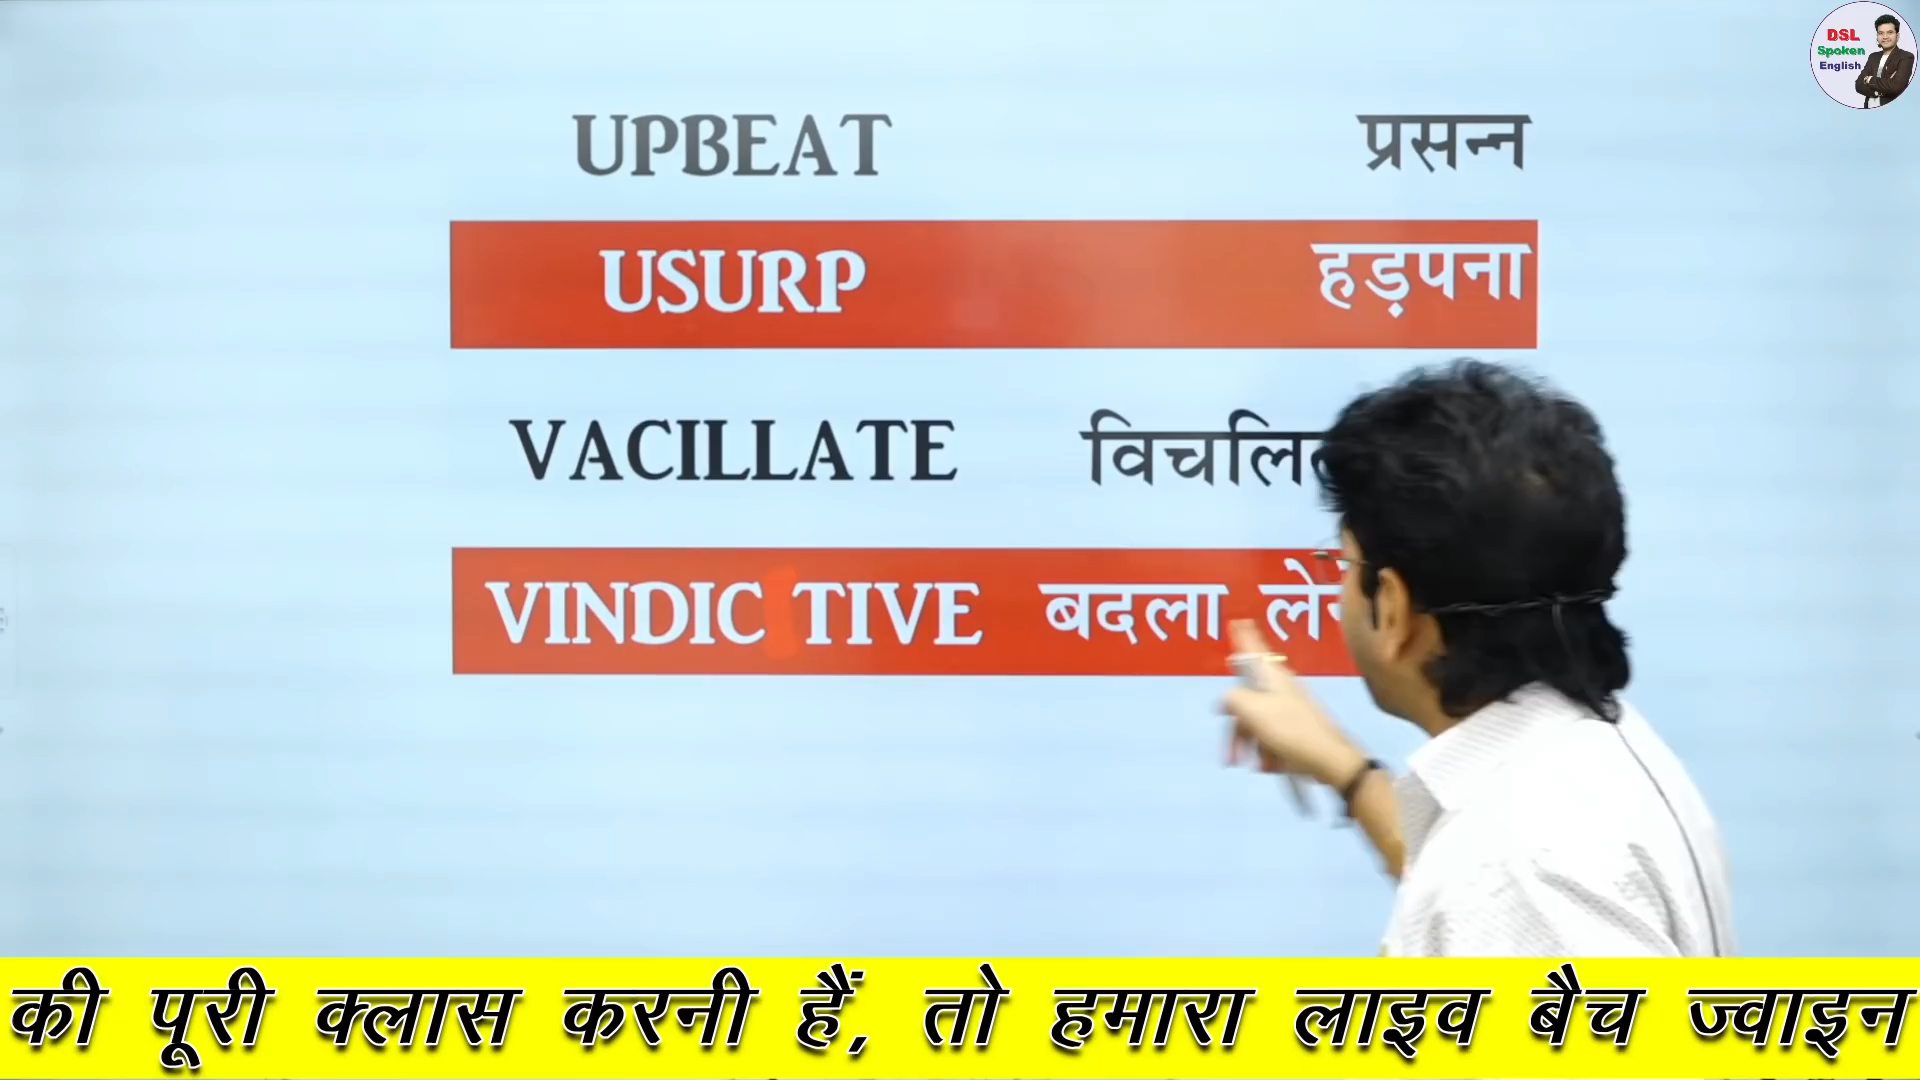 DSL
Spoken
English
UPBEAT प्रसन्न
USURP हड़पना
VACILLATE
VINDIC TIVE बदला
की पूरी क्लास करनी हैं, तो हमारा लाइव बैच ज्वाइन